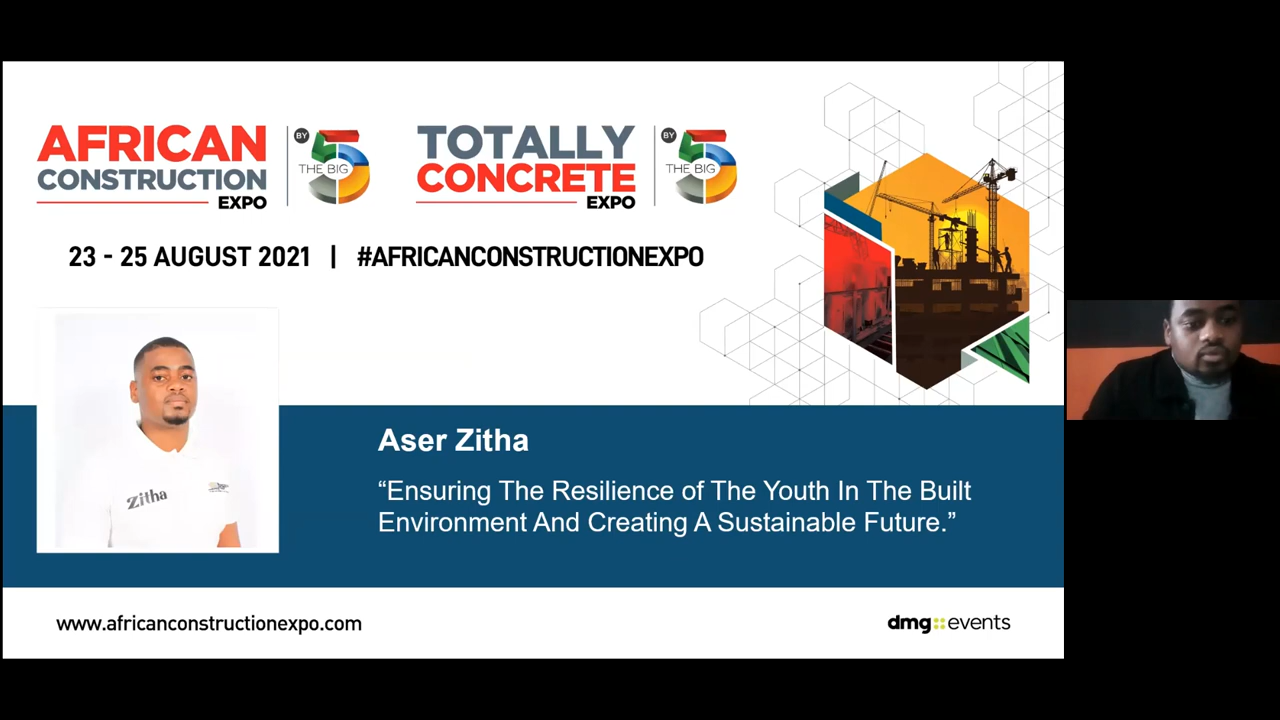 AFRICAN
CONSTRUCTION
EXPO
BY
THE BIG
5
TOTALLY
CONCRETE
EXPO
BY
THE BIG
5
23 - 25 AUGUST 2021 | #AFRICANCONSTRUCTIONEXPO
Zitha
Aser Zitha
“Ensuring The Resilience of The Youth In The Built
Environment And Creating A Sustainable Future.”
www.africanconstructionexpo.com
dmg::events